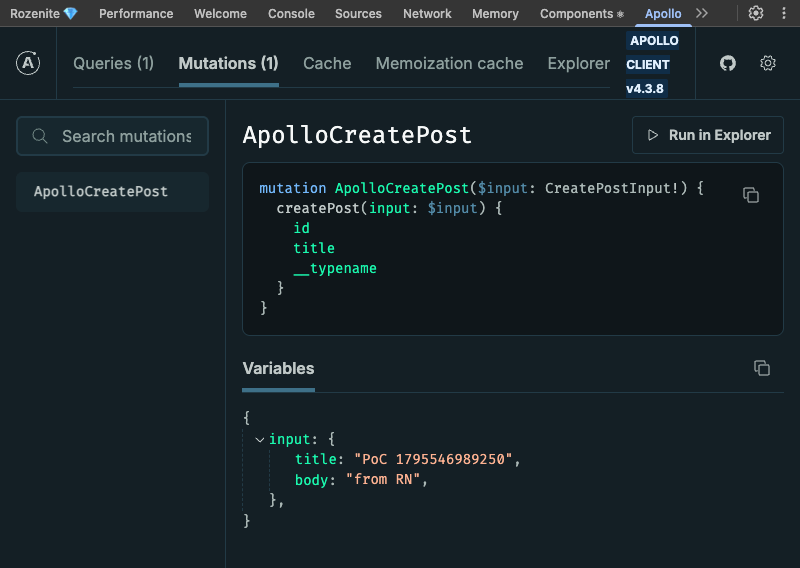 Rozenite 💎 Performance Welcome Console Sources Network Memory Components ⚛ Apollo
Queries (1) Mutations (1) Cache Memoization cache Explorer
APOLLO
CLIENT
v4.3.8
Search mutations
ApolloCreatePost
ApolloCreatePost
Run in Explorer
mutation ApolloCreatePost($input: CreatePostInput!) {
  createPost(input: $input) {
    id
    title
    __typename
  }
}
Variables
{
  input: {
    title: "PoC 1795546989250",
    body: "from RN",
  },
}